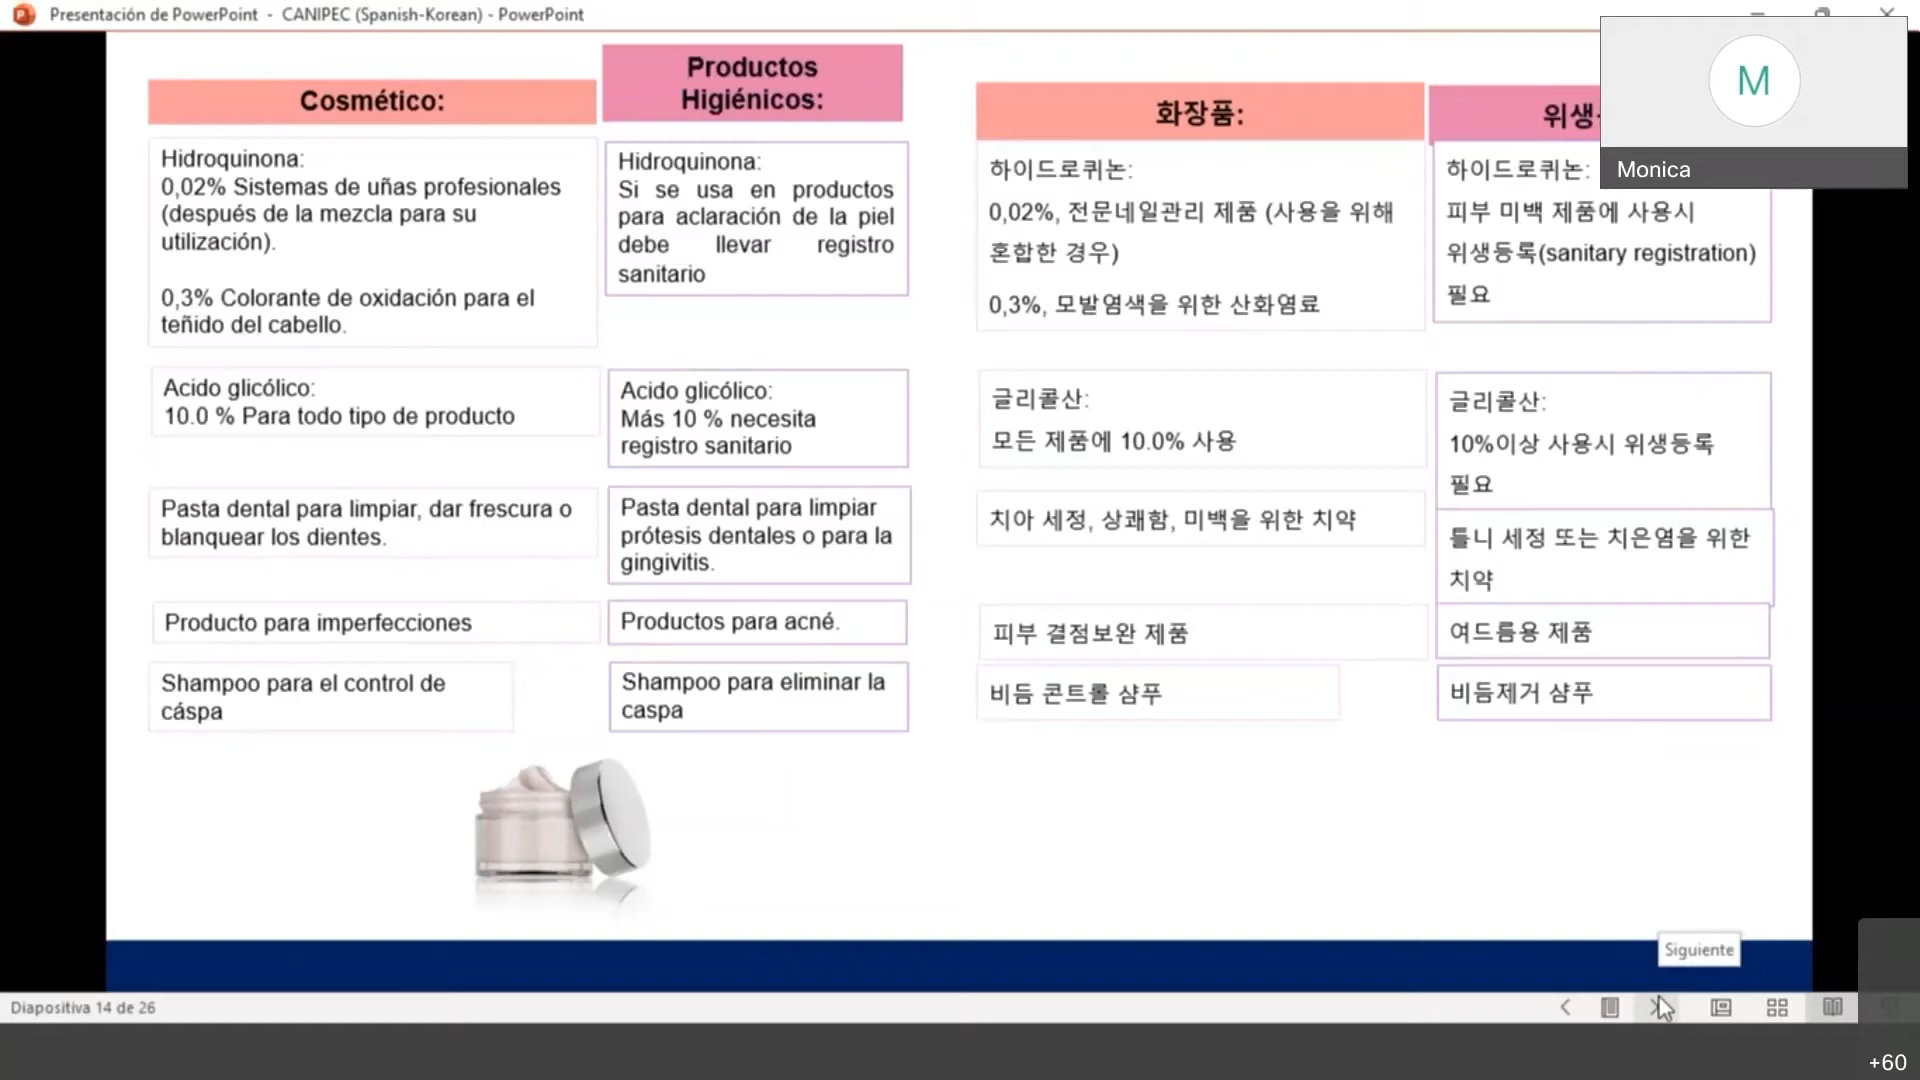 Presentación de PowerPoint - CANIPEC (Spanish-Korean) - PowerPoint
M
Monica
Cosmético:
Productos
Higiénicos:
Hidroquinona:
0,02% Sistemas de uñas profesionales
(después de la mezcla para su
utilización).
0,3% Colorante de oxidación para el
teñido del cabello.
Hidroquinona:
Si se usa en productos
para aclaración de la piel
debe llevar registro
sanitario
Acido glicólico:
10.0 % Para todo tipo de producto
Acido glicólico:
Más 10 % necesita
registro sanitario
Pasta dental para limpiar, dar frescura o
blanquear los dientes.
Pasta dental para limpiar
prótesis dentales o para la
gingivitis.
Producto para imperfecciones
Productos para acné.
Shampoo para el control de
cáspa
Shampoo para eliminar la
caspa
화장품:
위생
하이드로퀴논:
0,02%, 전문네일관리 제품 (사용을 위해
혼합한 경우)
0,3%, 모발염색을 위한 산화염료
하이드로퀴논:
피부 미백 제품에 사용시
위생등록(sanitary registration)
필요
글리콜산:
모든 제품에 10.0% 사용
글리콜산:
10%이상 사용시 위생등록
필요
치아 세정, 상쾌함, 미백을 위한 치약
틀니 세정 또는 치은염을 위한
치약
피부 결점보완 제품
여드름용 제품
비듬 콘트롤 샴푸
비듬제거 샴푸
Siguiente
Diapositiva 14 de 26
+60